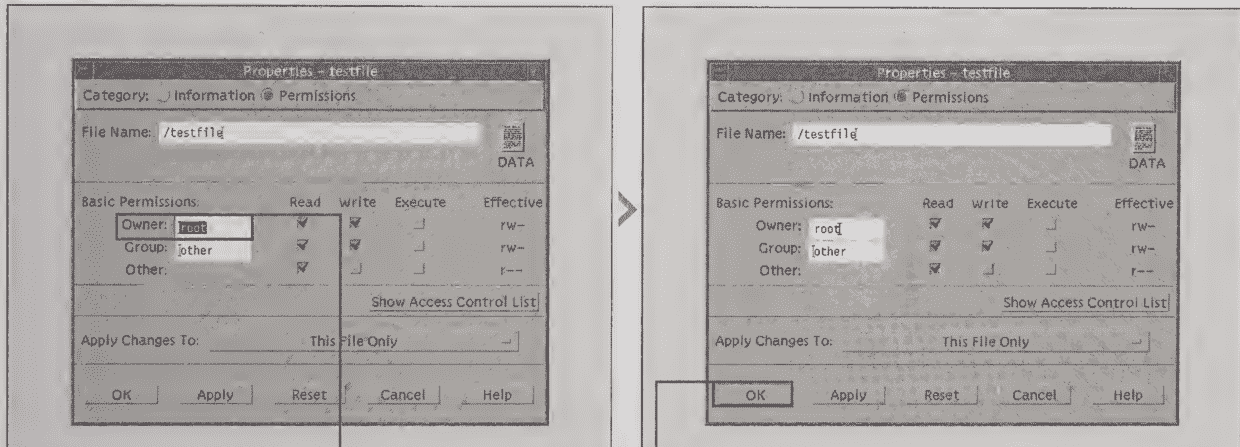 Properties - testfile
Category: Information Permissions
File Name: /testfile
DATA
Basic Permissions: Read Write Execute Effective
Owner: root rw-
Group: other rw-
Other: r--
Show Access Control List
Apply Changes To: This File Only
OK Apply Reset Cancel Help
>
Properties - testfile
Category: Information Permissions
File Name: /testfile
DATA
Basic Permissions: Read Write Execute Effective
Owner: root rw-
Group: other rw-
Other: r--
Show Access Control List
Apply Changes To: This File Only
OK Apply Reset Cancel Help